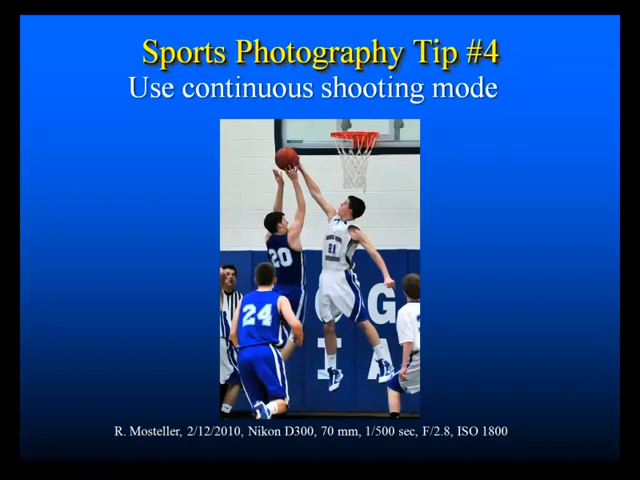 Sports Photography Tip #4
Use continuous shooting mode
20
21
24
G
I A
R. Mosteller, 2/12/2010, Nikon D300, 70 mm, 1/500 sec, F/2.8, ISO 1800